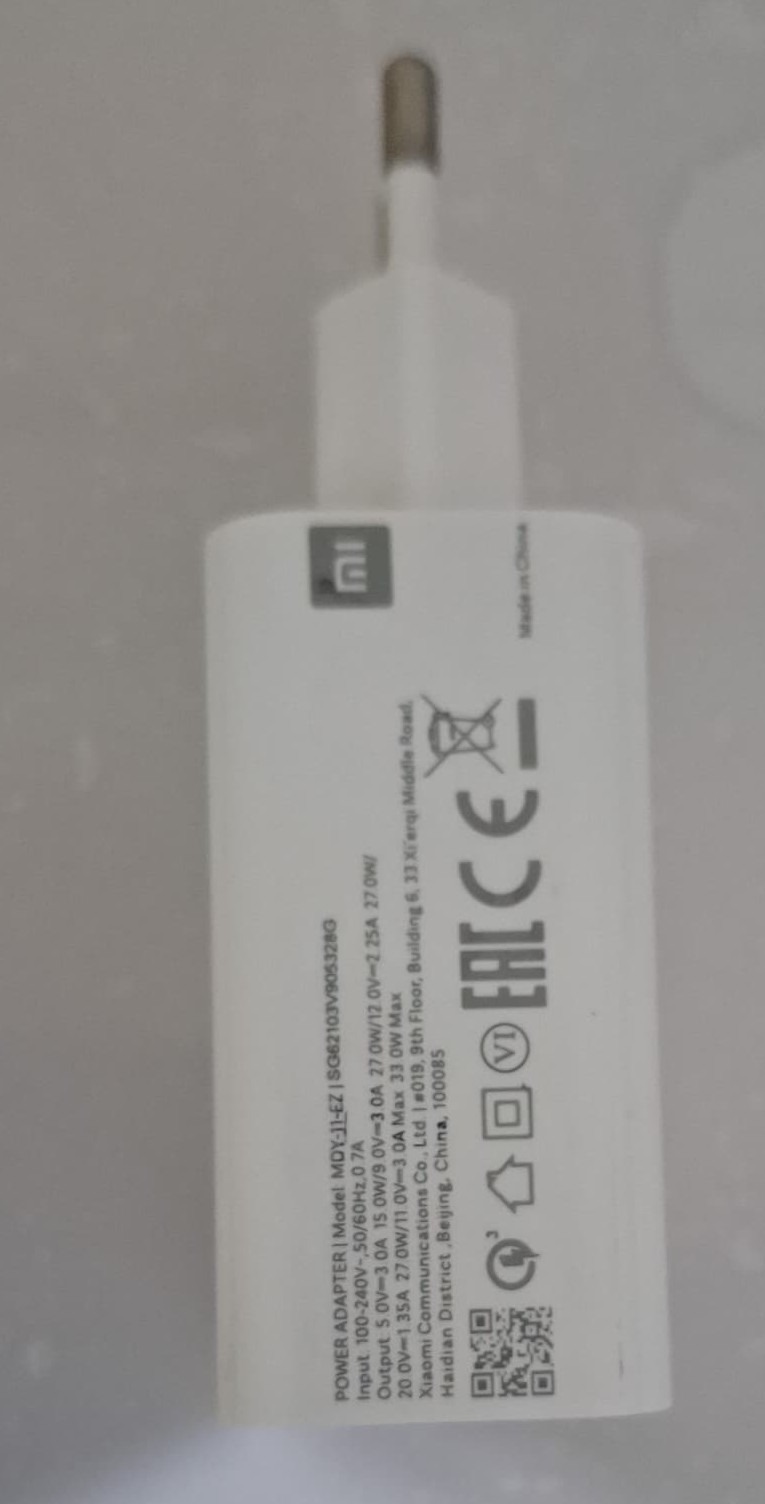 mi
POWER ADAPTER | Model: MDY-11-EZ | SG62103V905328G
Input: 100-240V~,50/60Hz,0.7A
Output: 5.0V⎓3.0A 15.0W/9.0V⎓3.0A 27.0W/12.0V⎓2.25A 27.0W/
20.0V⎓1.35A 27.0W/11.0V⎓3.0A Max 33.0W Max
Xiaomi Communications Co., Ltd. | #019, 9th Floor, Building 6, 33 Xi'erqi Middle Road,
Haidian District ,Beijing, China, 100085
3 VI EAC CE
Made in China